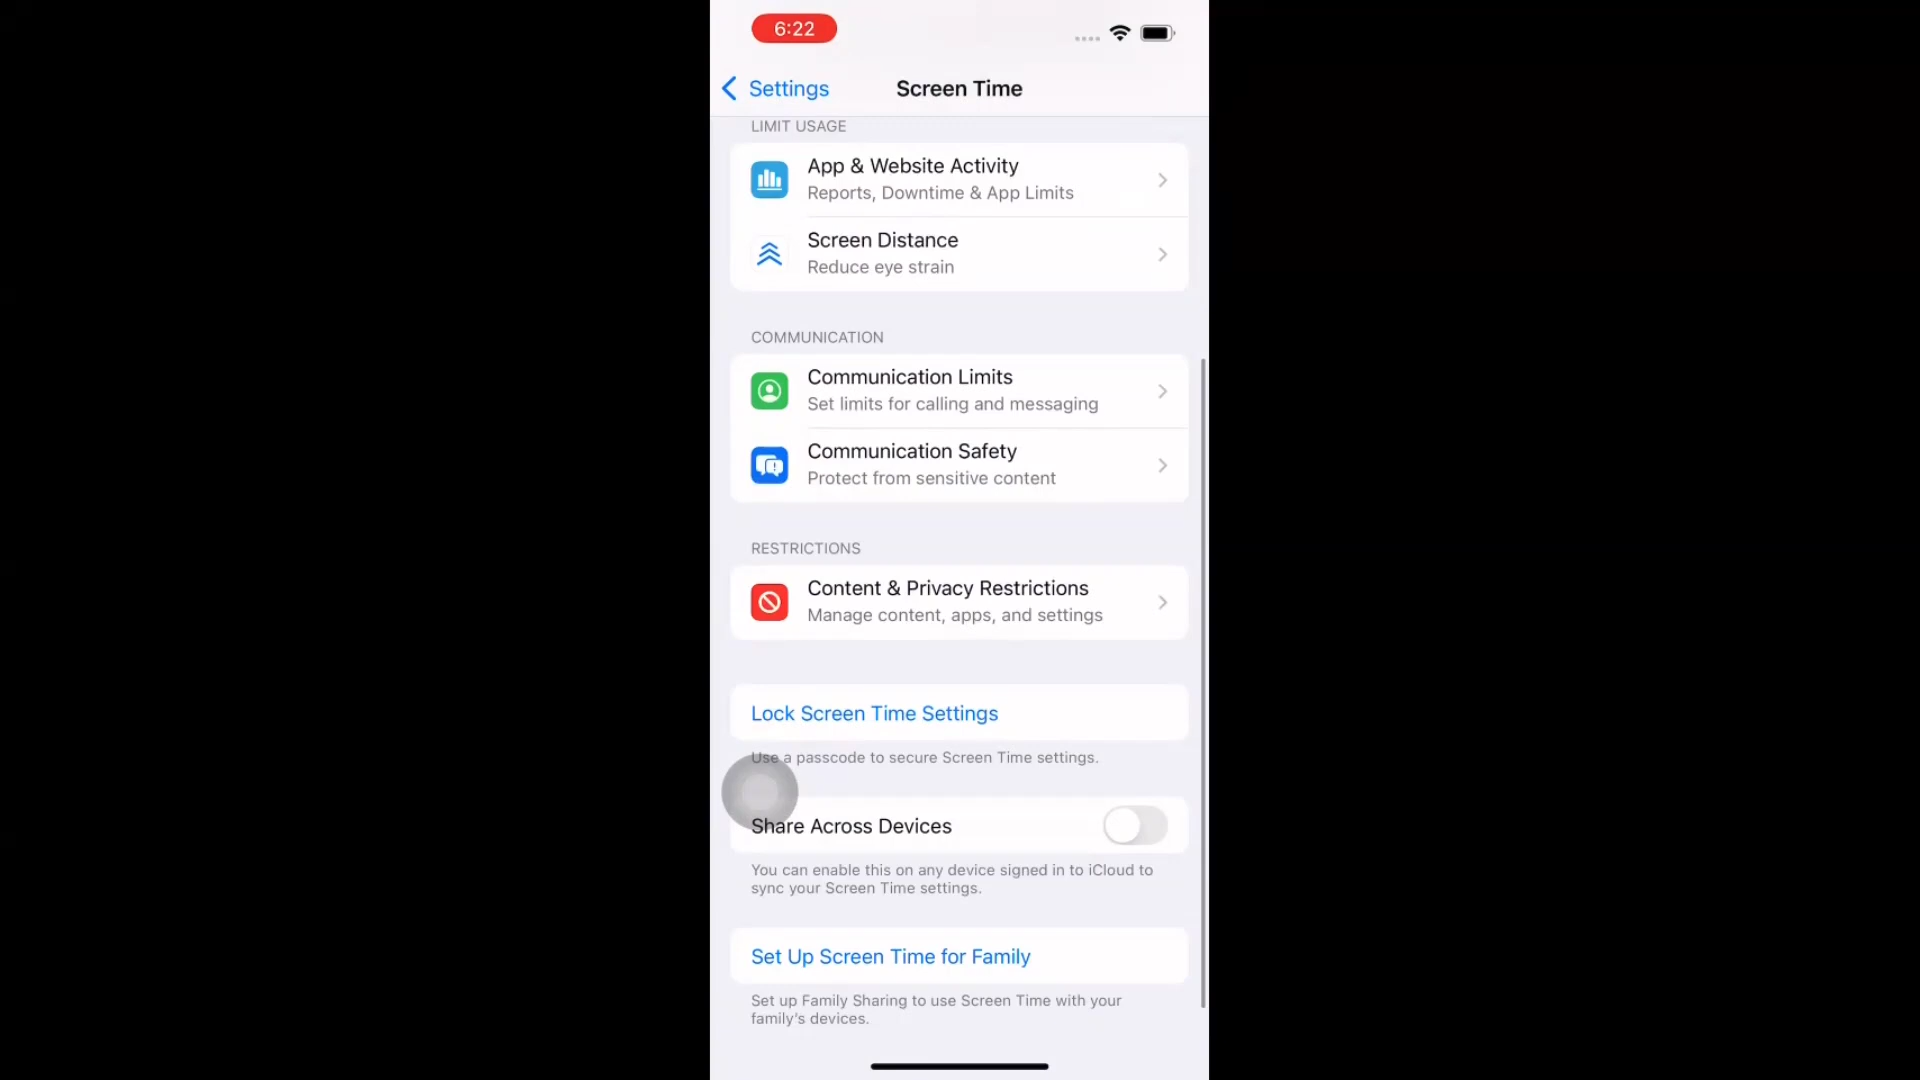 6:22
Settings
Screen Time
LIMIT USAGE
App & Website Activity
Reports, Downtime & App Limits
Screen Distance
Reduce eye strain
COMMUNICATION
Communication Limits
Set limits for calling and messaging
Communication Safety
Protect from sensitive content
RESTRICTIONS
Content & Privacy Restrictions
Manage content, apps, and settings
Lock Screen Time Settings
Use a passcode to secure Screen Time settings.
Share Across Devices
You can enable this on any device signed in to iCloud to
sync your Screen Time settings.
Set Up Screen Time for Family
Set up Family Sharing to use Screen Time with your
family's devices.